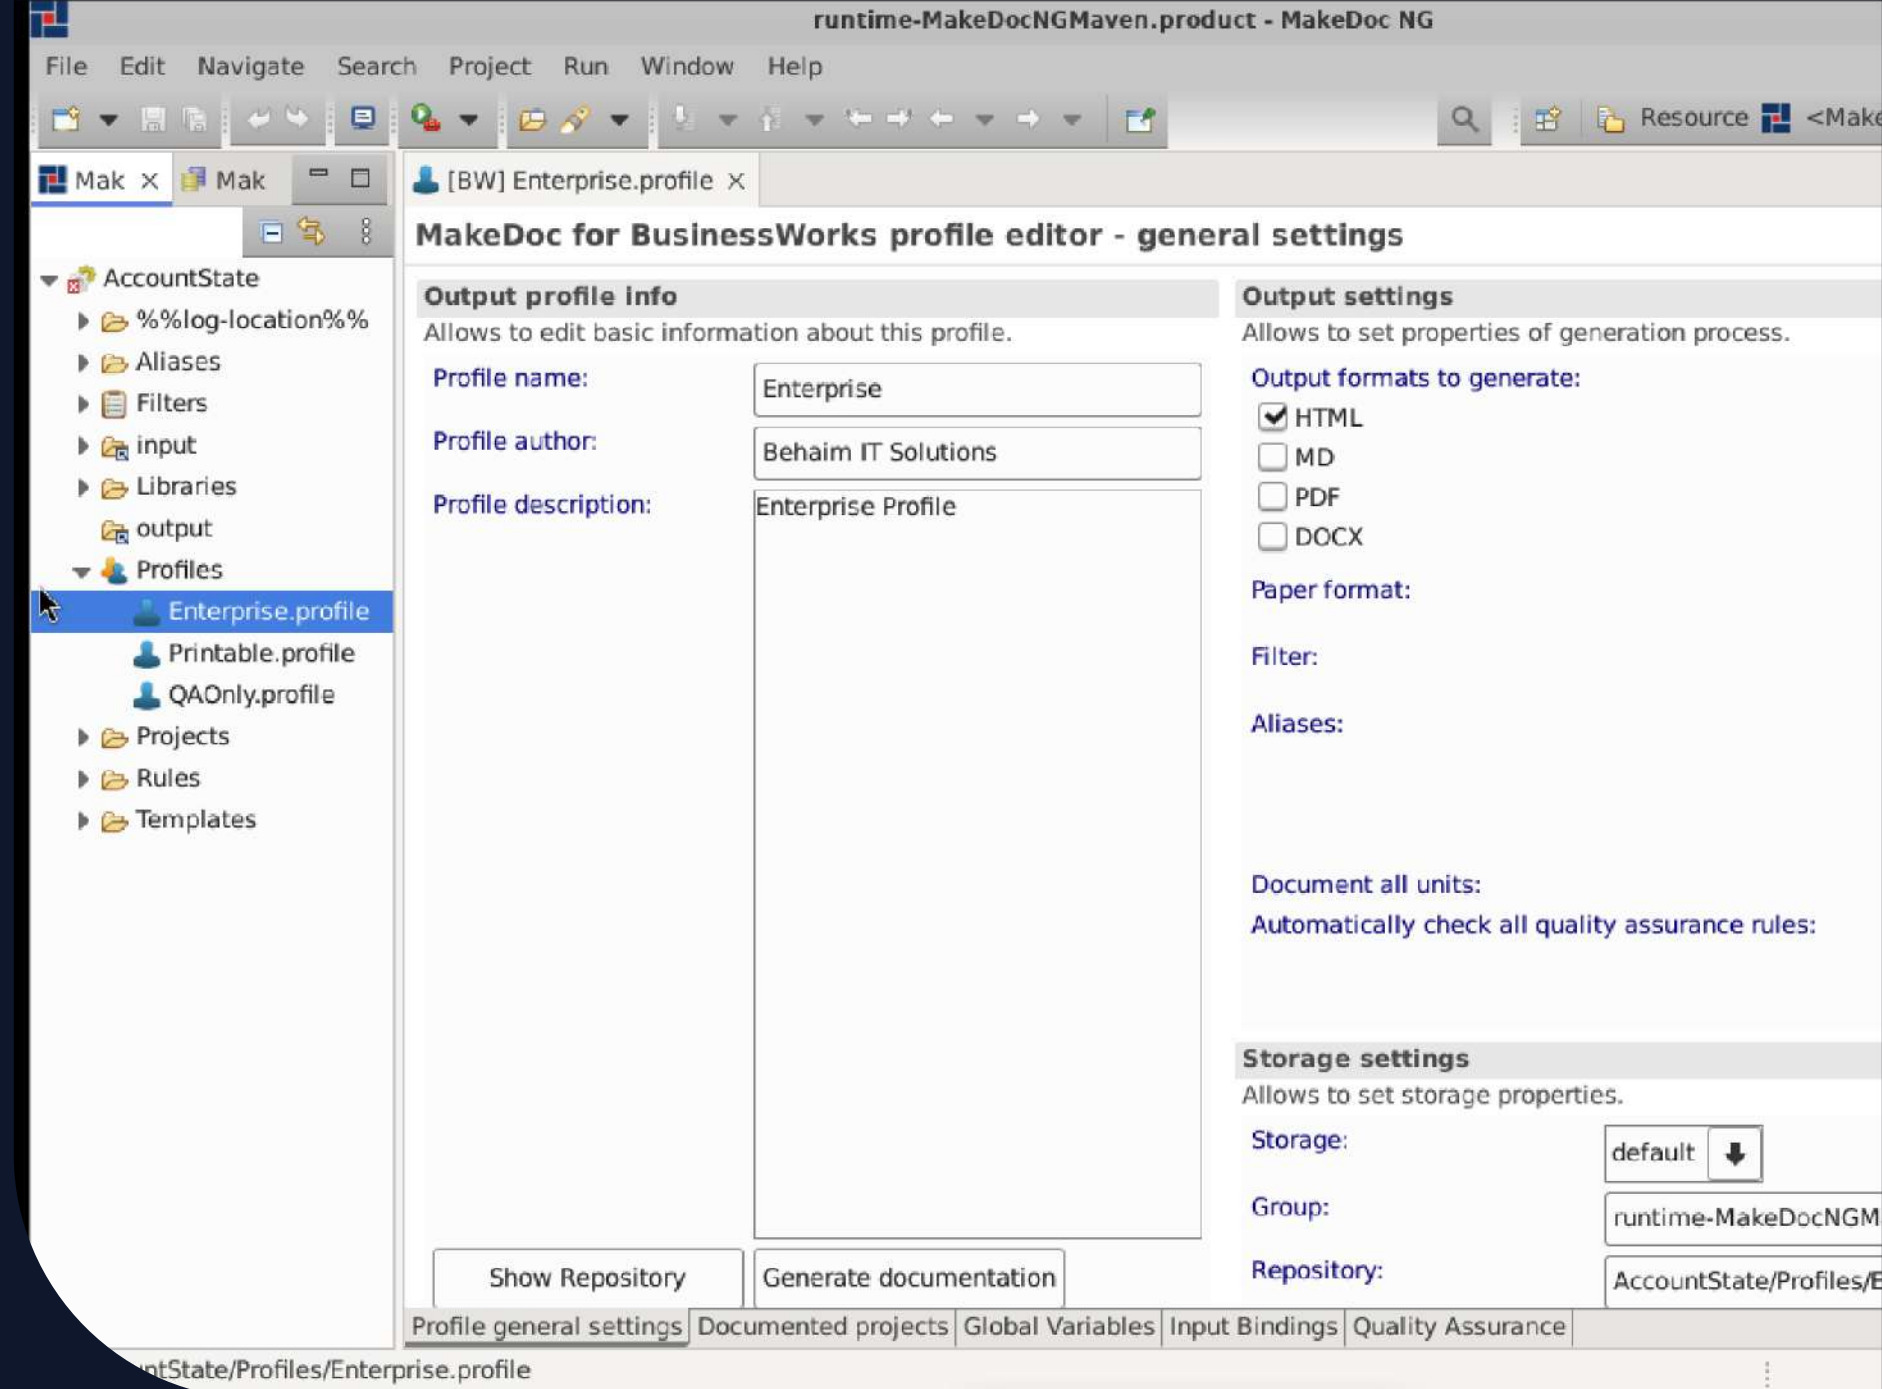 runtime-MakeDocNGMaven.product - MakeDoc NG
File Edit Navigate Search Project Run Window Help
Resource <Make
Mak Mak
[BW] Enterprise.profile
MakeDoc for BusinessWorks profile editor - general settings
AccountState
%%log-location%%
Aliases
Filters
input
Libraries
output
Profiles
Enterprise.profile
Printable.profile
QAOnly.profile
Projects
Rules
Templates
Output profile info
Allows to edit basic information about this profile.
Profile name: Enterprise
Profile author: Behaim IT Solutions
Profile description: Enterprise Profile
Show Repository Generate documentation
Output settings
Allows to set properties of generation process.
Output formats to generate:
HTML
MD
PDF
DOCX
Paper format:
Filter:
Aliases:
Document all units:
Automatically check all quality assurance rules:
Storage settings
Allows to set storage properties.
Storage: default
Group: runtime-MakeDocNGM
Repository: AccountState/Profiles/E
Profile general settings Documented projects Global Variables Input Bindings Quality Assurance
ntState/Profiles/Enterprise.profile